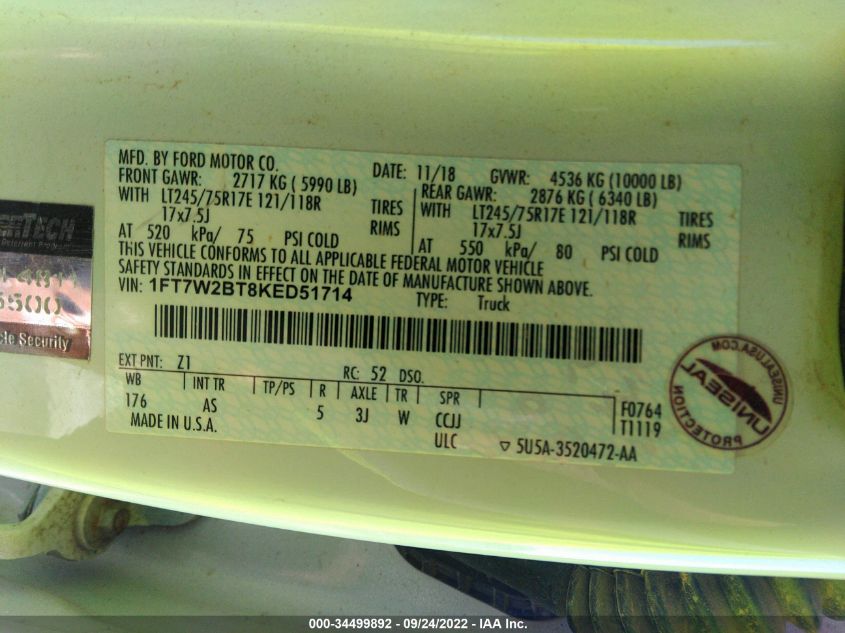 MFD. BY FORD MOTOR CO.
DATE: 11/18 GVWR: 4536 KG (10000 LB)
FRONT GAWR: 2717 KG ( 5990 LB)
REAR GAWR: 2876 KG ( 6340 LB)
WITH LT245/75R17E 121/118R TIRES
WITH LT245/75R17E 121/118R TIRES
17x7.5J RIMS
17x7.5J RIMS
AT 520 kPa/ 75 PSI COLD
AT 550 kPa/ 80 PSI COLD
THIS VEHICLE CONFORMS TO ALL APPLICABLE FEDERAL MOTOR VEHICLE
SAFETY STANDARDS IN EFFECT ON THE DATE OF MANUFACTURE SHOWN ABOVE.
VIN: 1FT7W2BT8KED51714
TYPE: Truck
EXT PNT: Z1 RC: 52 DSO:
WB INT TR TP/PS R AXLE TR SPR
176 AS 5 3J W CCJJ F0764
MADE IN U.S.A. ULC T1119
5U5A-3520472-AA
UNISEALUSA.COM
UNISEAL
PROTECTION
TECH
Deterrent Product
500
cle Security
000-34499892 - 09/24/2022 - IAA Inc.